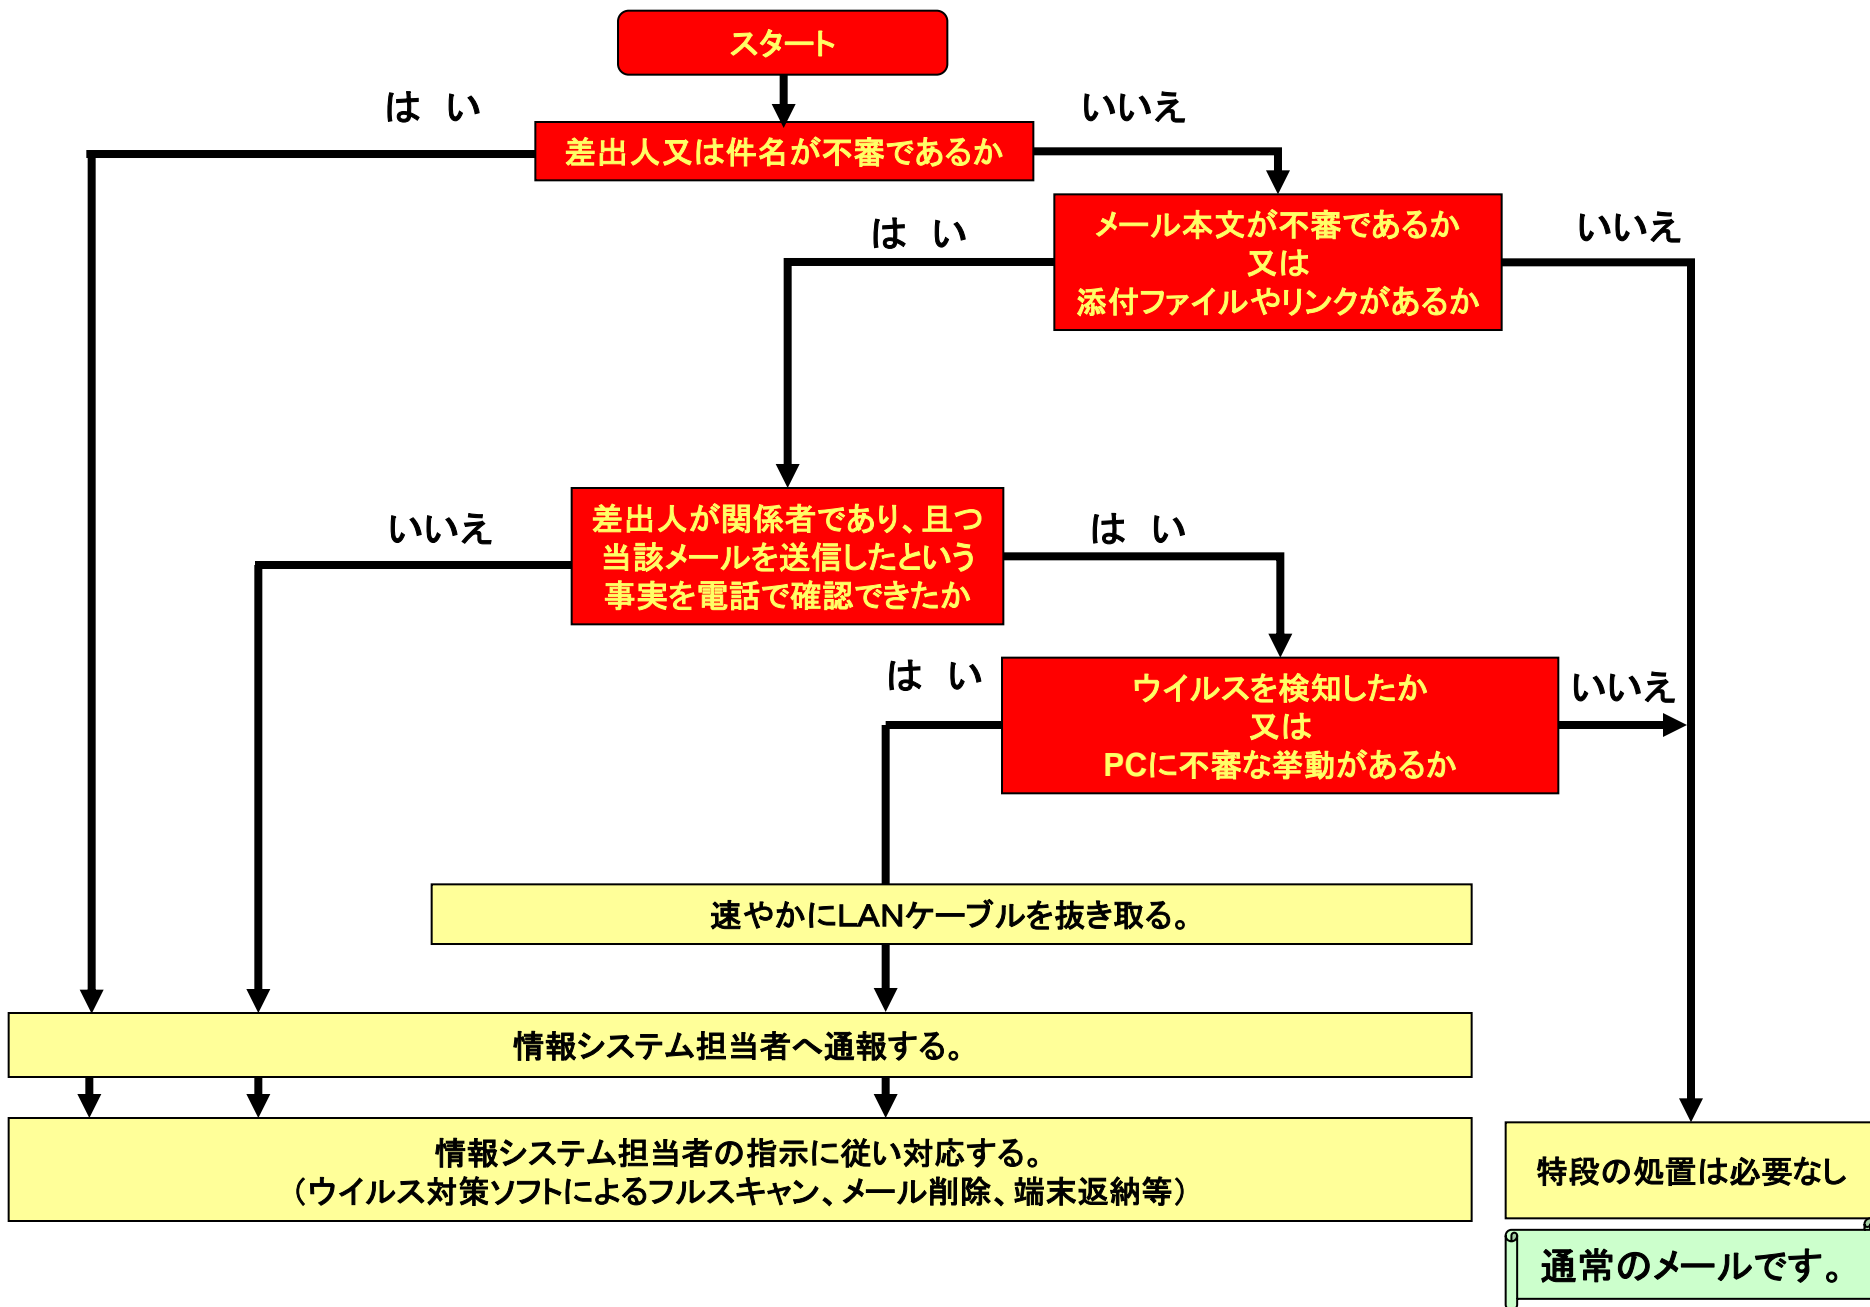 スタート
は い
いいえ
差出人又は件名が不審であるか
は い
メール本文が不審であるか
又は
添付ファイルやリンクがあるか
いいえ
いいえ
差出人が関係者であり、且つ
当該メールを送信したという
事実を電話で確認できたか
は い
は い
ウイルスを検知したか
又は
PCに不審な挙動があるか
いいえ
速やかにLANケーブルを抜き取る。
情報システム担当者へ通報する。
情報システム担当者の指示に従い対応する。
（ウイルス対策ソフトによるフルスキャン、メール削除、端末返納等）
特段の処置は必要なし
通常のメールです。